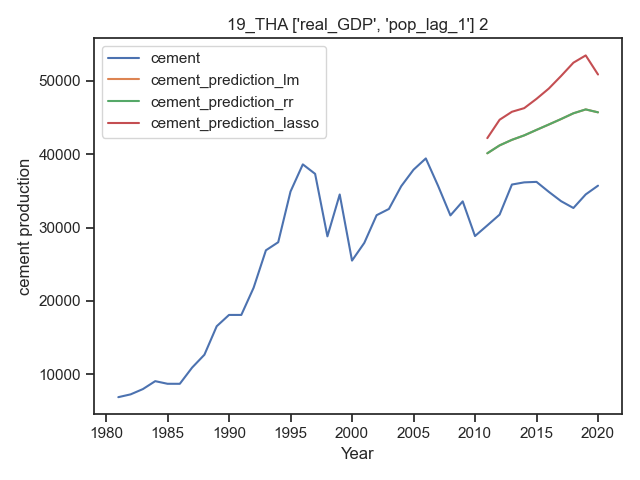 19_THA ['real_GDP', 'pop_lag_1'] 2
cement
cement_prediction_lm
cement_prediction_rr
cement_prediction_lasso
cement production
50000
40000
30000
20000
10000
1980 1985 1990 1995 2000 2005 2010 2015 2020
Year